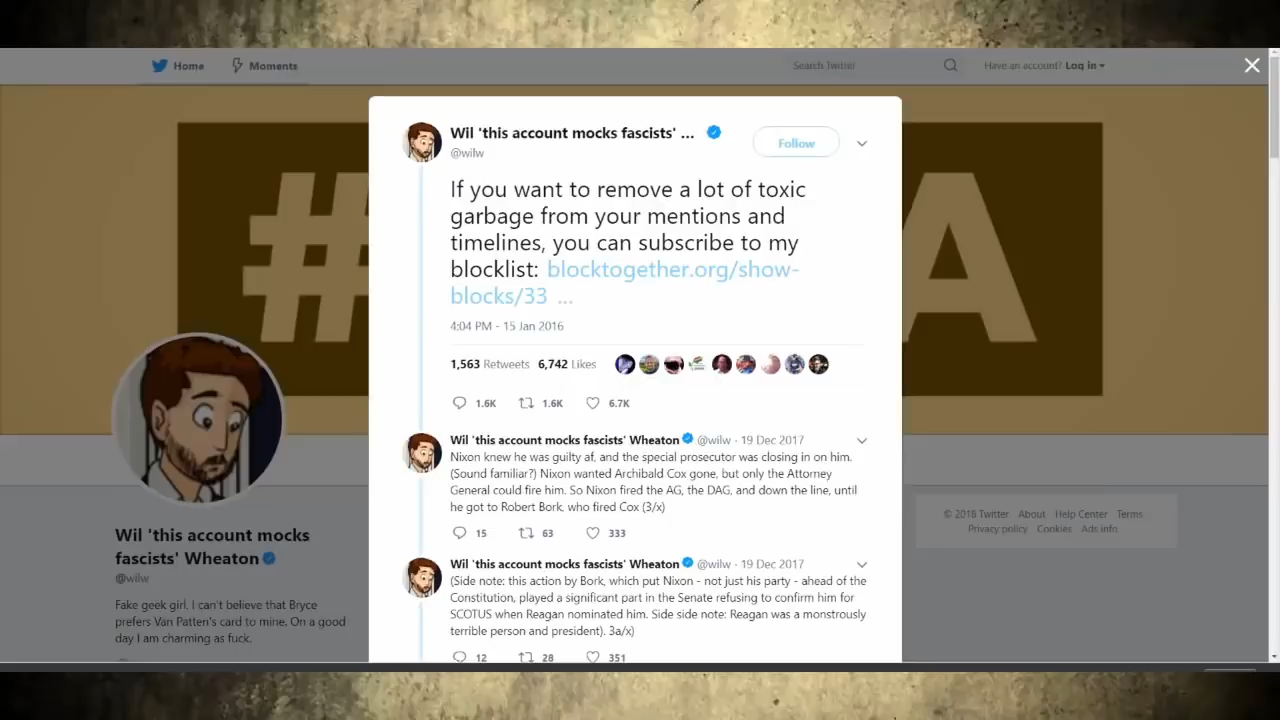 Home Moments Search Twitter Have an account? Log in
# A
Wil 'this account mocks fascists' ...
@wilw
Follow
If you want to remove a lot of toxic
garbage from your mentions and
timelines, you can subscribe to my
blocklist: blocktogether.org/show-
blocks/33 ...
4:04 PM - 15 Jan 2016
1,563 Retweets 6,742 Likes
1.6K 1.6K 6.7K
Wil 'this account mocks fascists' Wheaton @wilw · 19 Dec 2017
Nixon knew he was guilty af, and the special prosecutor was closing in on him.
(Sound familiar?) Nixon wanted Archibald Cox gone, but only the Attorney
General could fire him. So Nixon fired the AG, the DAG, and down the line, until
he got to Robert Bork, who fired Cox (3/x)
15 63 333
Wil 'this account mocks fascists' Wheaton @wilw · 19 Dec 2017
(Side note: this action by Bork, which put Nixon - not just his party - ahead of the
Constitution, played a significant part in the Senate refusing to confirm him for
SCOTUS when Reagan nominated him. Side side note: Reagan was a monstrously
terrible person and president). 3a/x)
12 28 351
Wil 'this account mocks
fascists' Wheaton
@wilw
Fake geek girl. I can't believe that Bryce
prefers Van Patten's card to mine. On a good
day I am charming as fuck.
© 2018 Twitter About Help Center Terms
Privacy policy Cookies Ads info